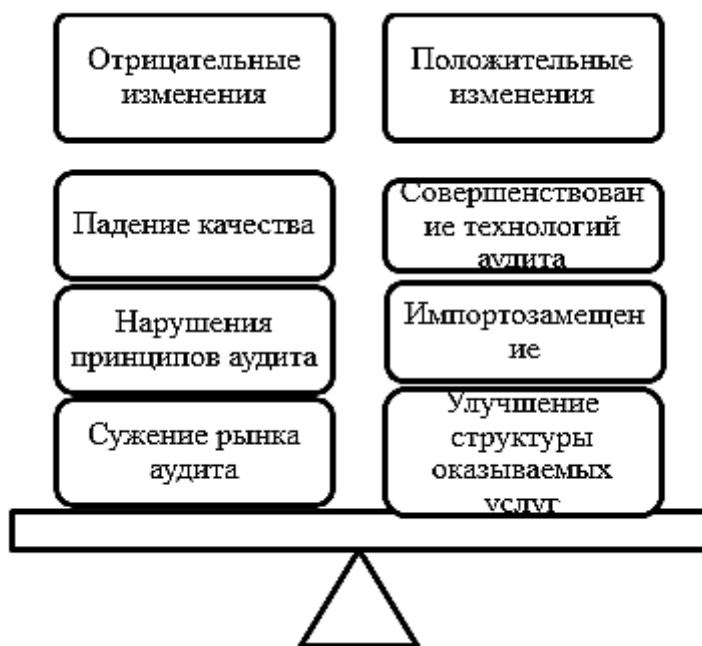 Отрицательные
изменения
Положительные
изменения
Падение качества
Совершенствован
ие технологий
аудита
Нарушения
принципов аудита
Импортозамещен
ие
Сужение рынка
аудита
Улучшение
структуры
оказываемых
услуг